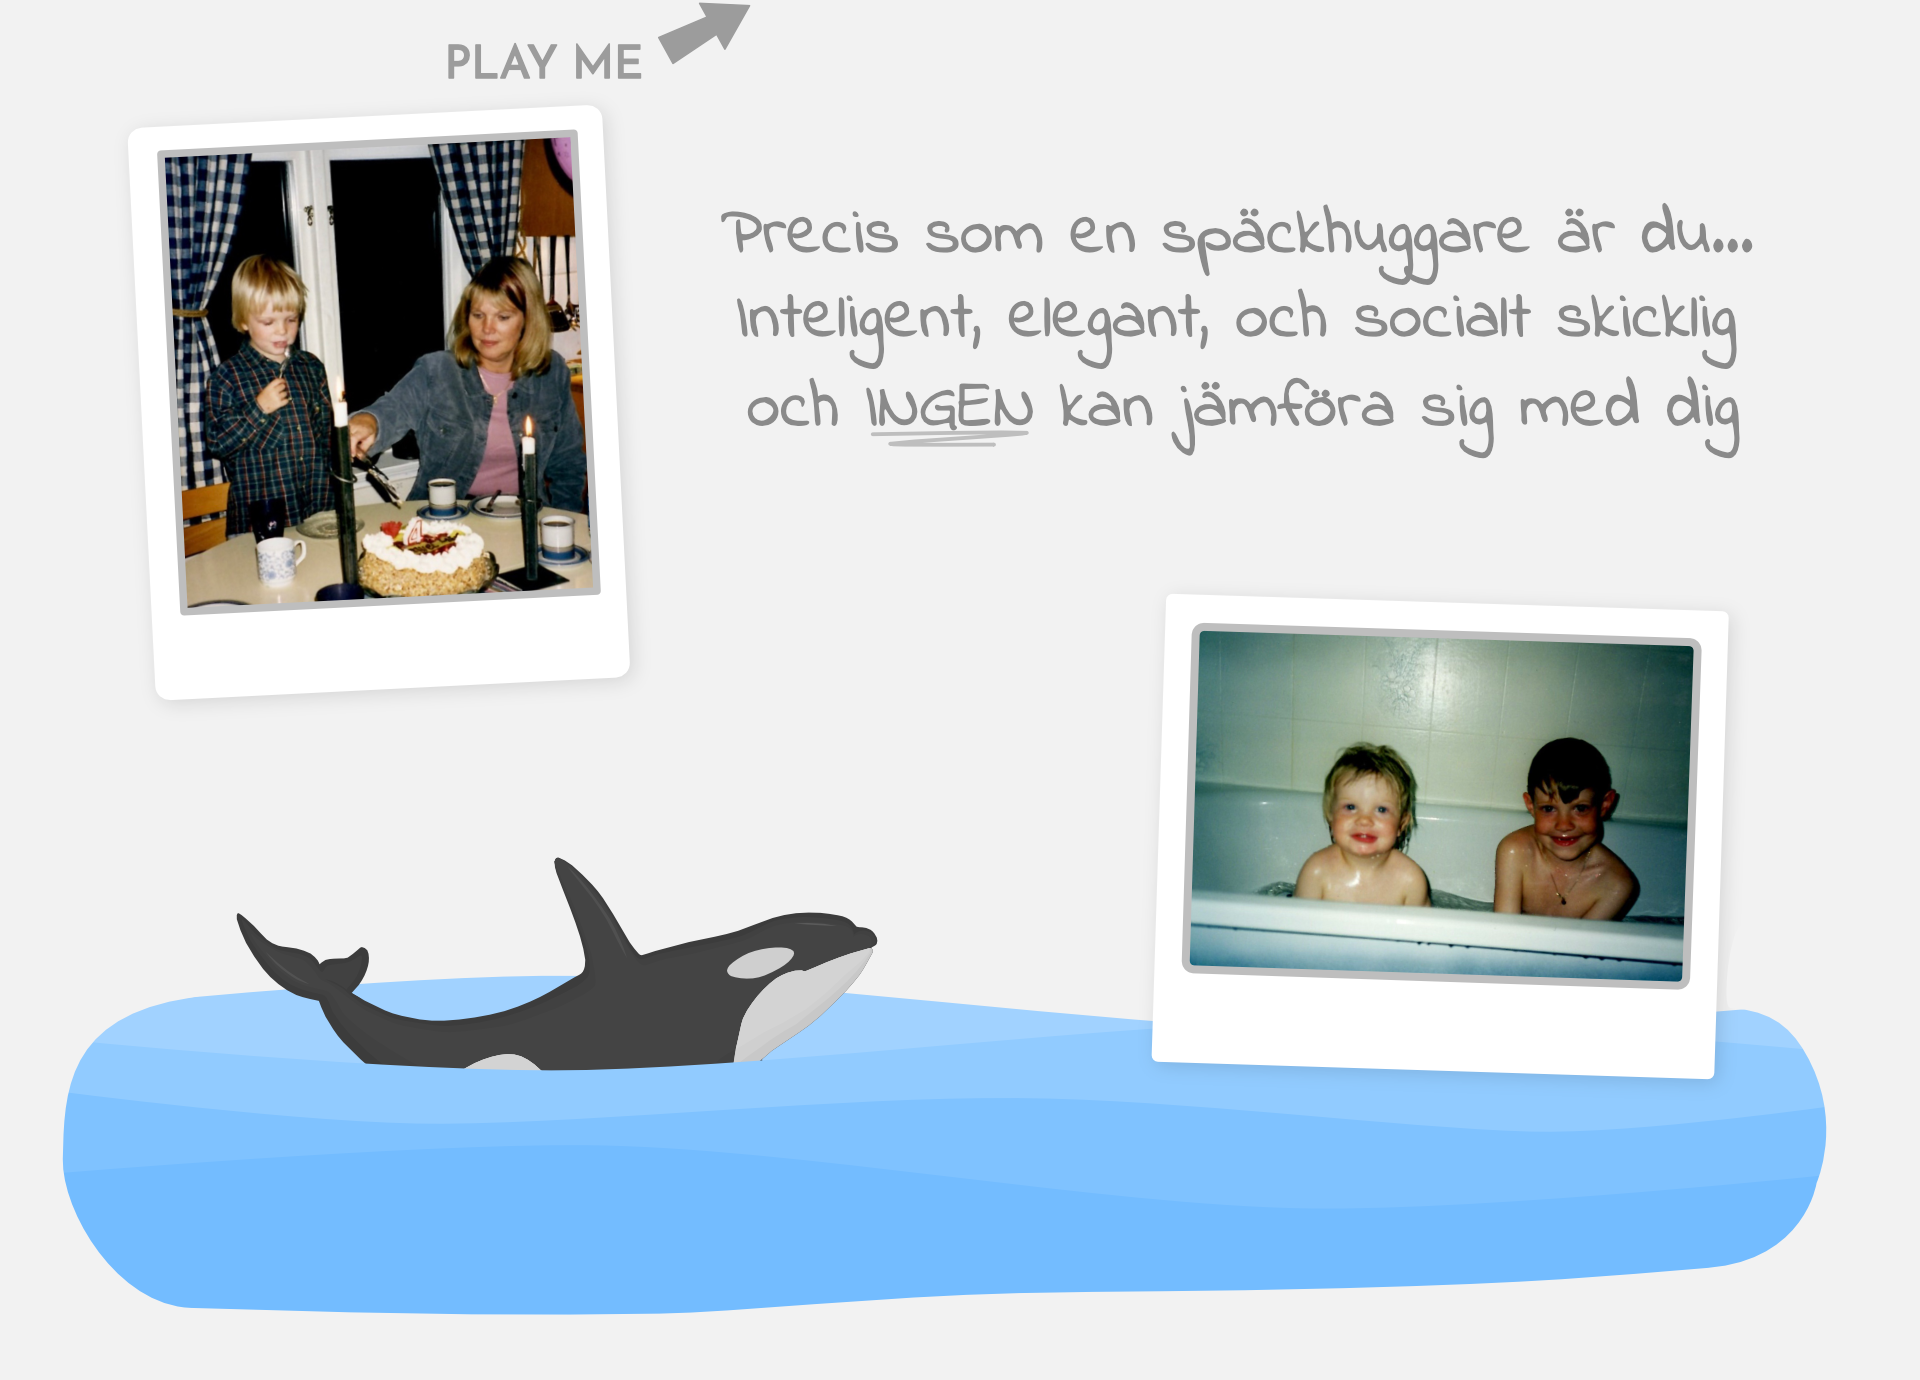 PLAY ME
Precis som en späckhuggare är du...
Inteligent, elegant, och socialt skicklig
och INGEN kan jämföra sig med dig
4